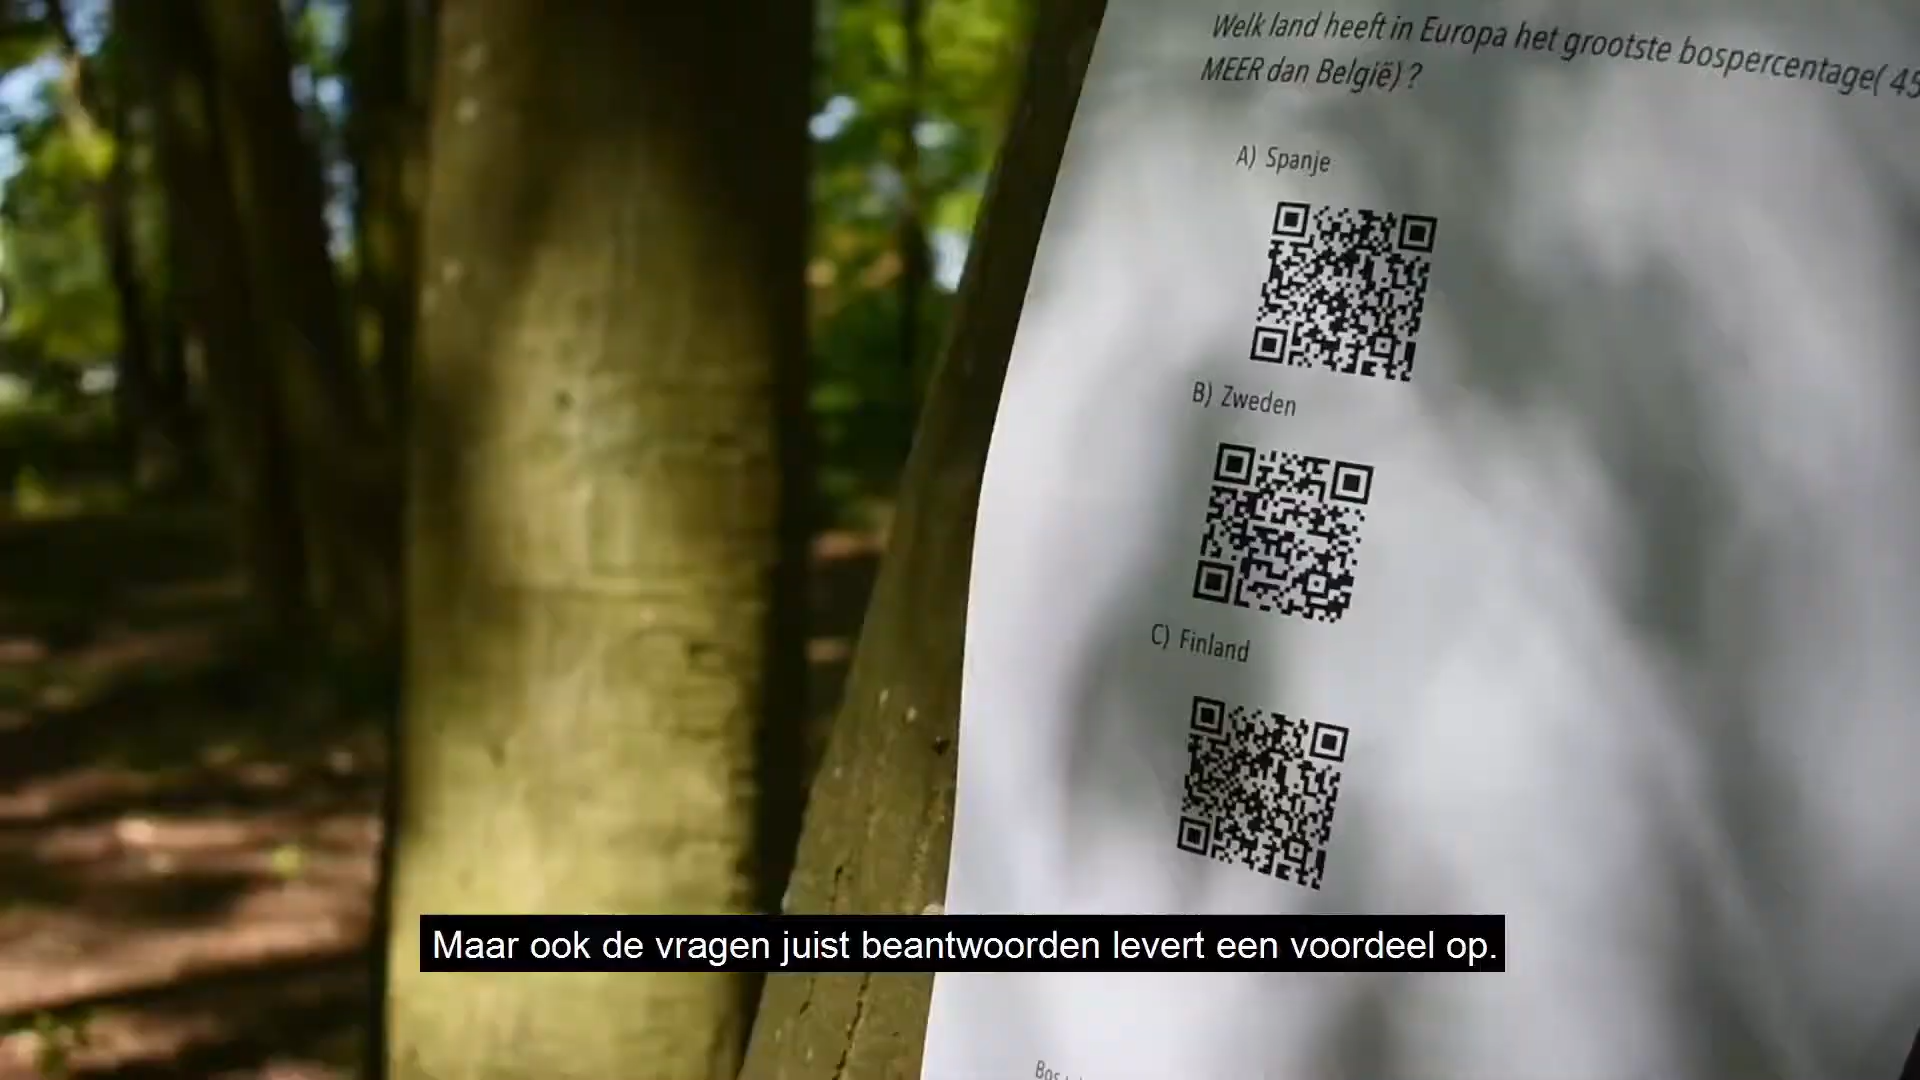 Welk land heeft in Europa het grootste bospercentage( 45
MEER dan België) ?
A) Spanje
B) Zweden
C) Finland
Maar ook de vragen juist beantwoorden levert een voordeel op.